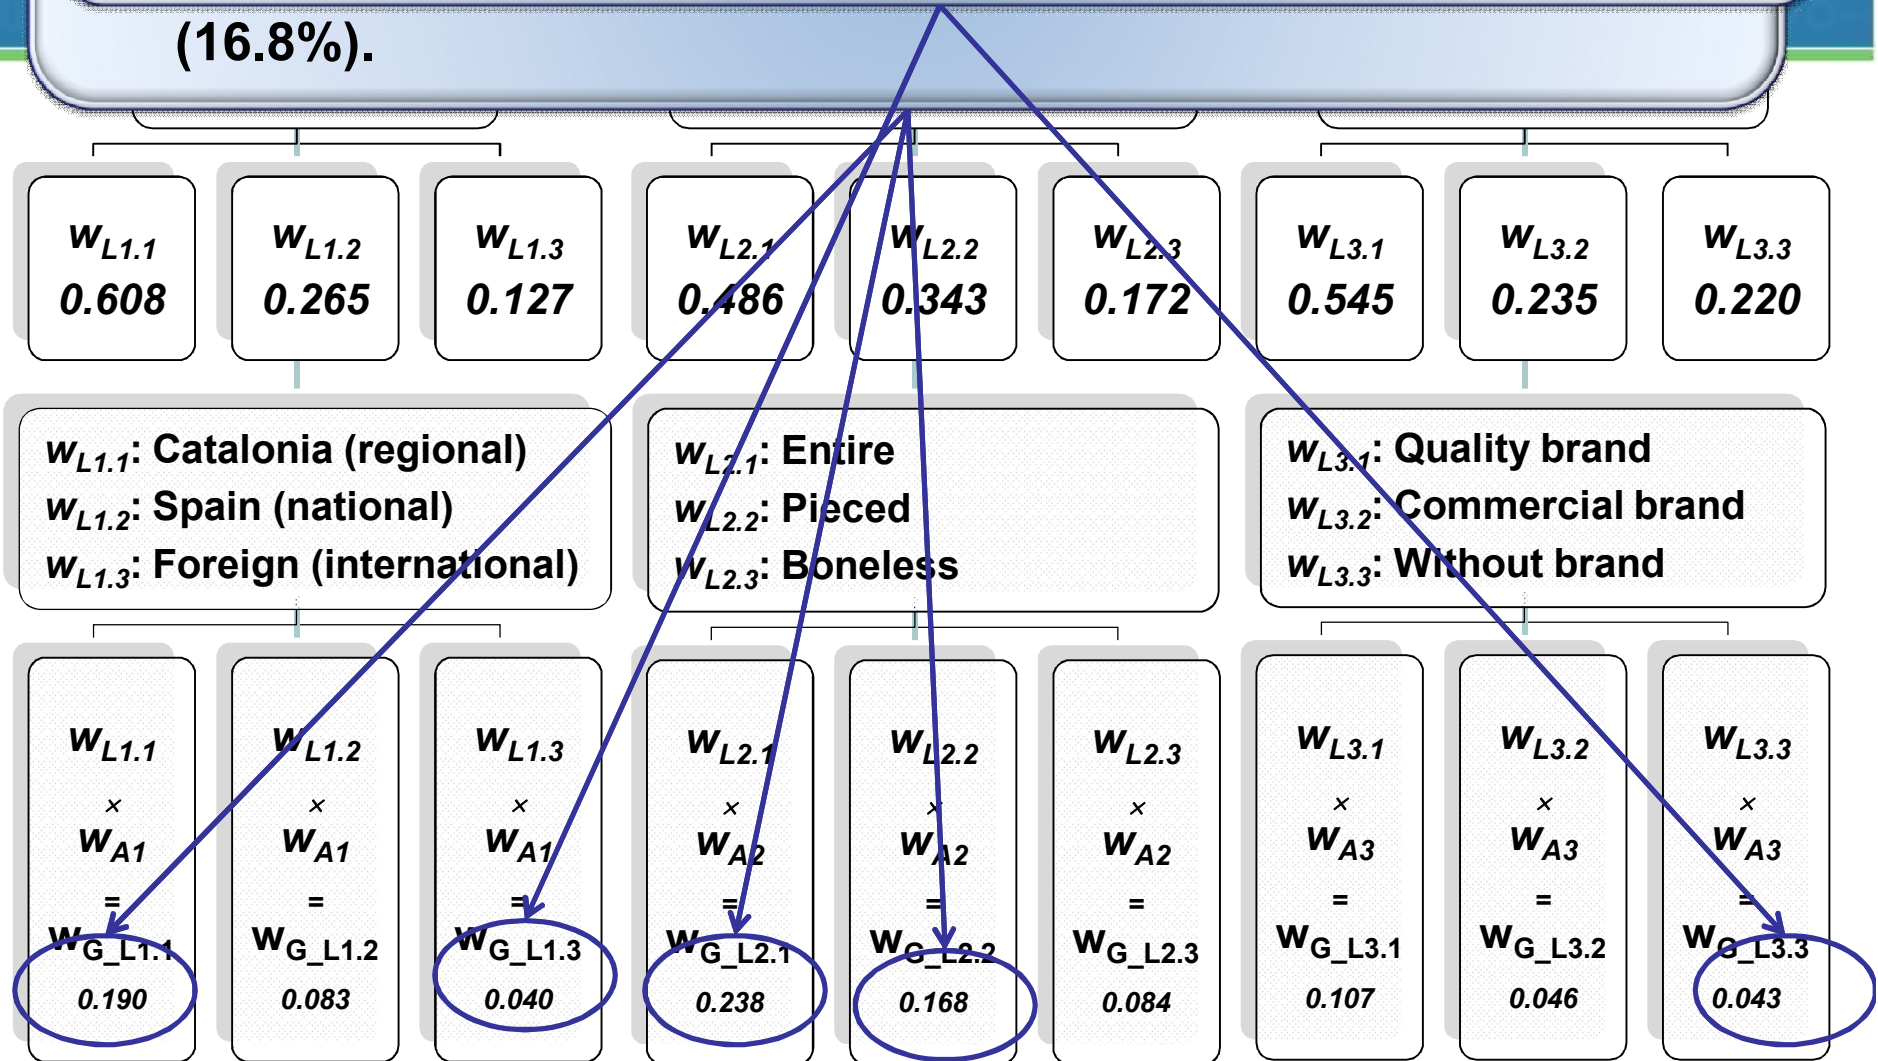 (16.8%).
wL1.1 wL1.2 wL1.3 wL2.1 wL2.2 wL2.3 wL3.1 wL3.2 wL3.3
0.608 0.265 0.127 0.486 0.343 0.172 0.545 0.235 0.220
wL1.1: Catalonia (regional)
wL1.2: Spain (national)
wL1.3: Foreign (international)
wL2.1: Entire
wL2.2: Pieced
wL2.3: Boneless
wL3.1: Quality brand
wL3.2: Commercial brand
wL3.3: Without brand
wL1.1 wL1.2 wL1.3 wL2.1 wL2.2 wL2.3 wL3.1 wL3.2 wL3.3
× × × × × × × × ×
wA1 wA1 wA1 wA2 wA2 wA2 wA3 wA3 wA3
= = = = = = = = =
wG_L1.1 wG_L1.2 wG_L1.3 wG_L2.1 wG_L2.2 wG_L2.3 wG_L3.1 wG_L3.2 wG_L3.3
0.190 0.083 0.040 0.238 0.168 0.084 0.107 0.046 0.043